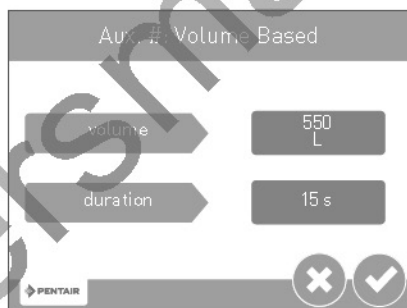 Aux. #: Volume Based
volume
550
L
duration
15 s
PENTAIR